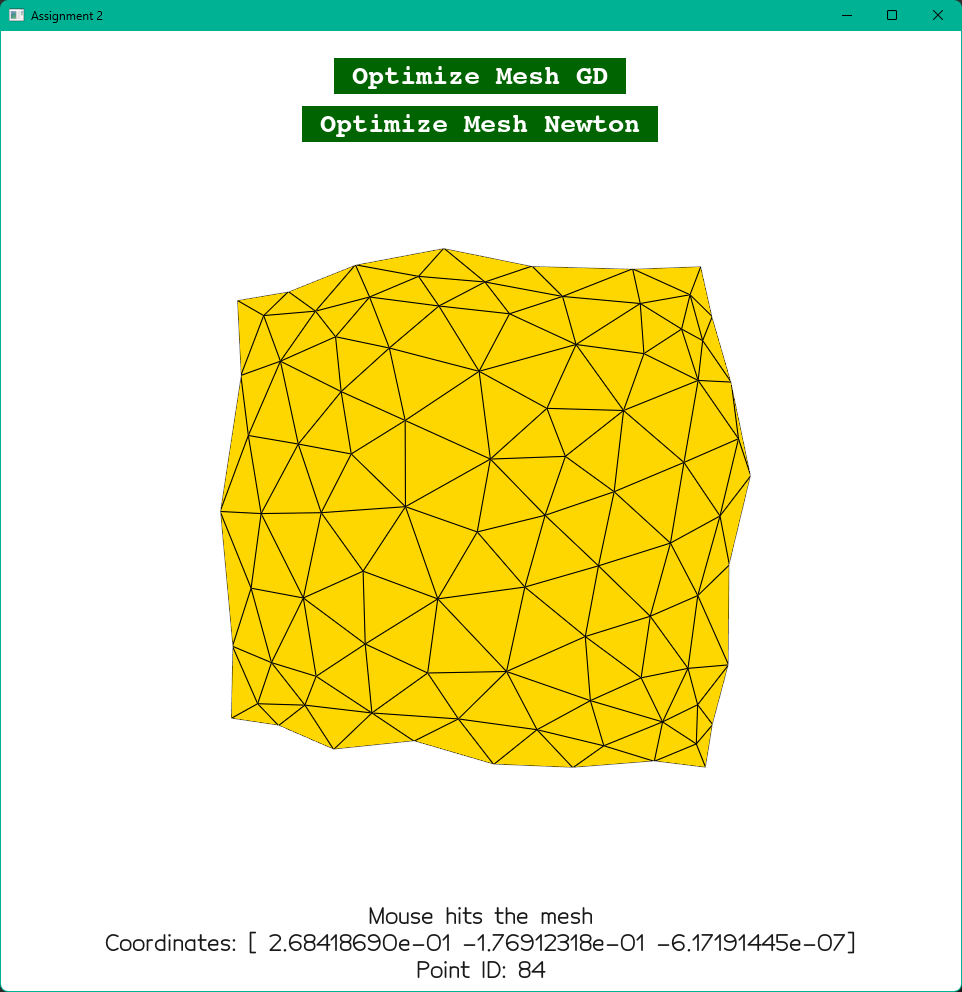 Assignment 2
Optimize Mesh GD
Optimize Mesh Newton
Mouse hits the mesh
Coordinates: [ 2.68418690e-01 -1.76912318e-01 -6.17191445e-07]
Point ID: 84